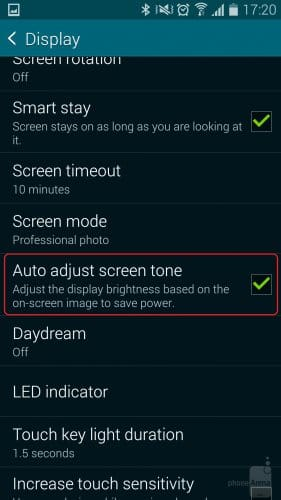 17:20
Display
Screen rotation
Off
Smart stay
Screen stays on as long as you are looking at
it.
Screen timeout
10 minutes
Screen mode
Professional photo
Auto adjust screen tone
Adjust the display brightness based on the
on-screen image to save power.
Daydream
Off
LED indicator
Touch key light duration
1.5 seconds
Increase touch sensitivity
phoneArena